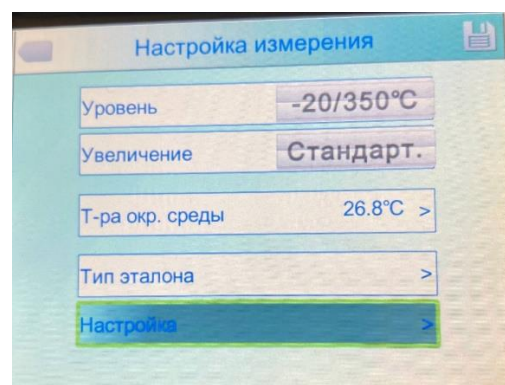 Настройка измерения
Уровень -20/350°C
Увеличение Стандарт.
Т-ра окр. среды 26.8°C >
Тип эталона >
Настройка >